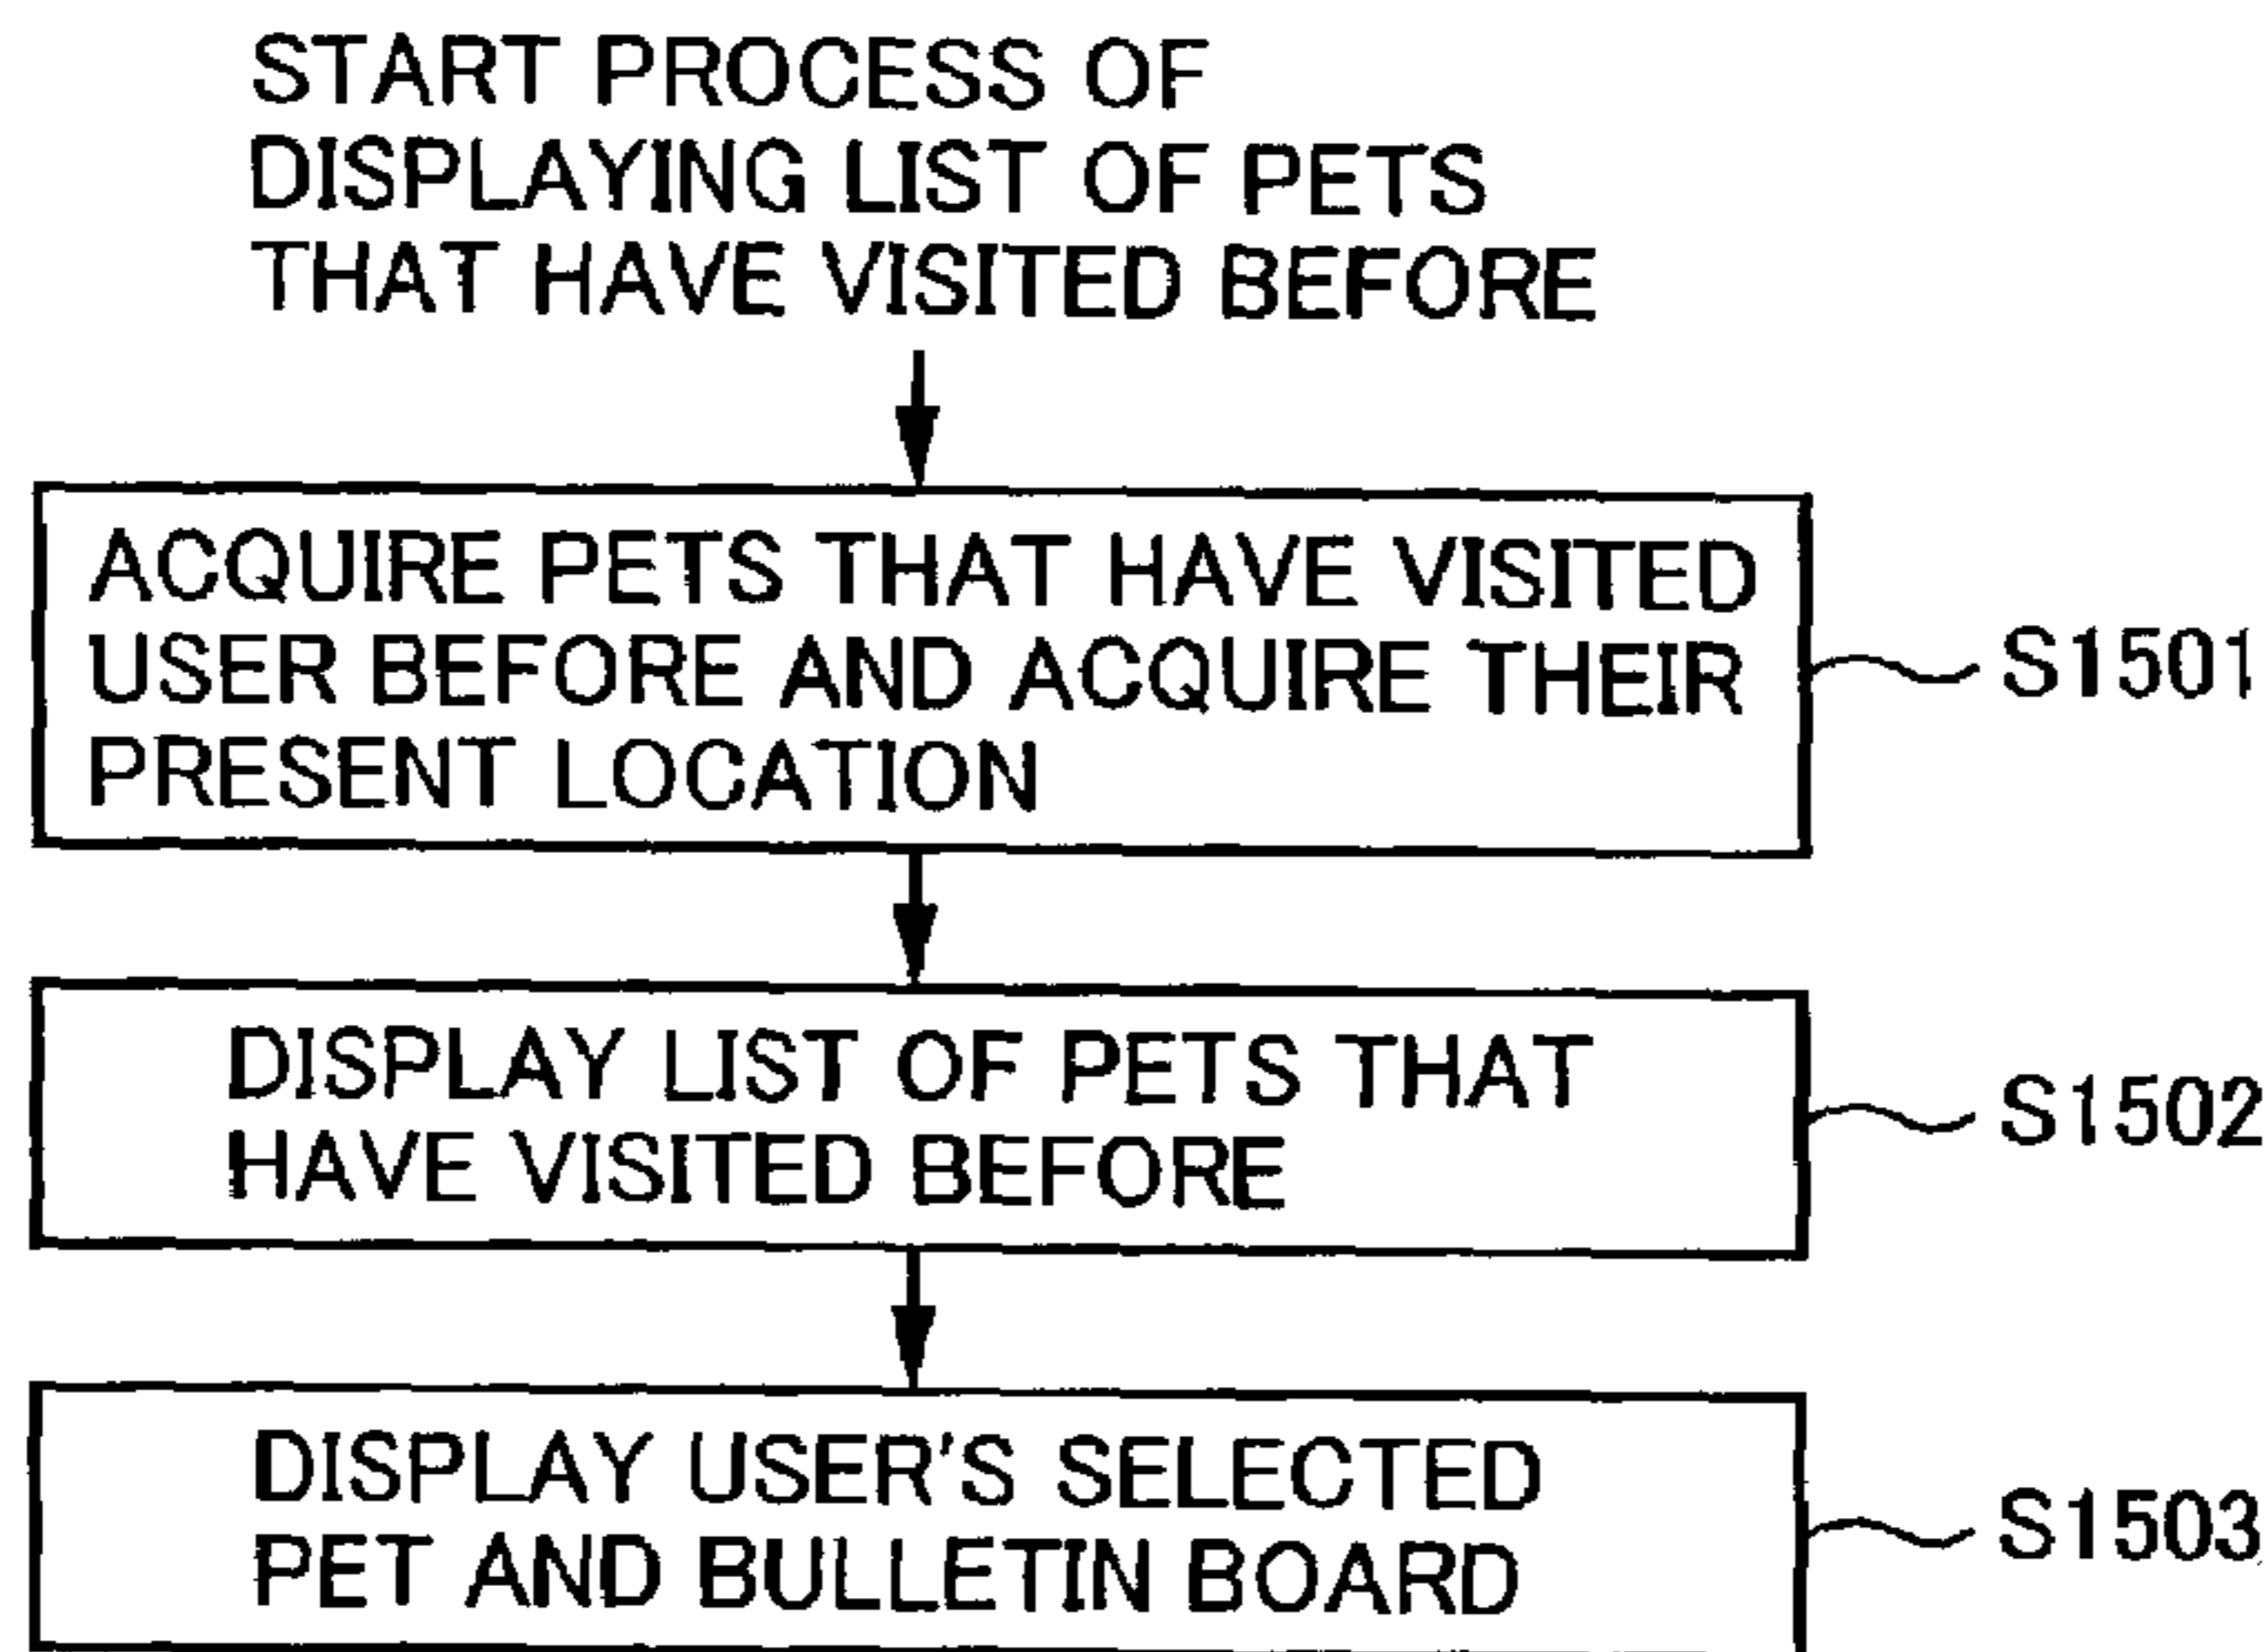 START PROCESS OF
DISPLAYING LIST OF PETS
THAT HAVE VISITED BEFORE
ACQUIRE PETS THAT HAVE VISITED
USER BEFORE AND ACQUIRE THEIR
PRESENT LOCATION
S1501
DISPLAY LIST OF PETS THAT
HAVE VISITED BEFORE
S1502
DISPLAY USER'S SELECTED
PET AND BULLETIN BOARD
S1503